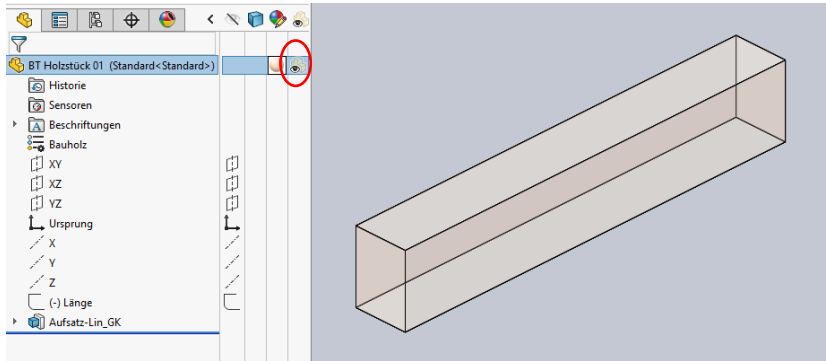 BT Holzstück 01 (Standard<Standard>)
Historie
Sensoren
Beschriftungen
Bauholz
XY
XZ
YZ
Ursprung
X
Y
Z
(-) Länge
Aufsatz-Lin_GK